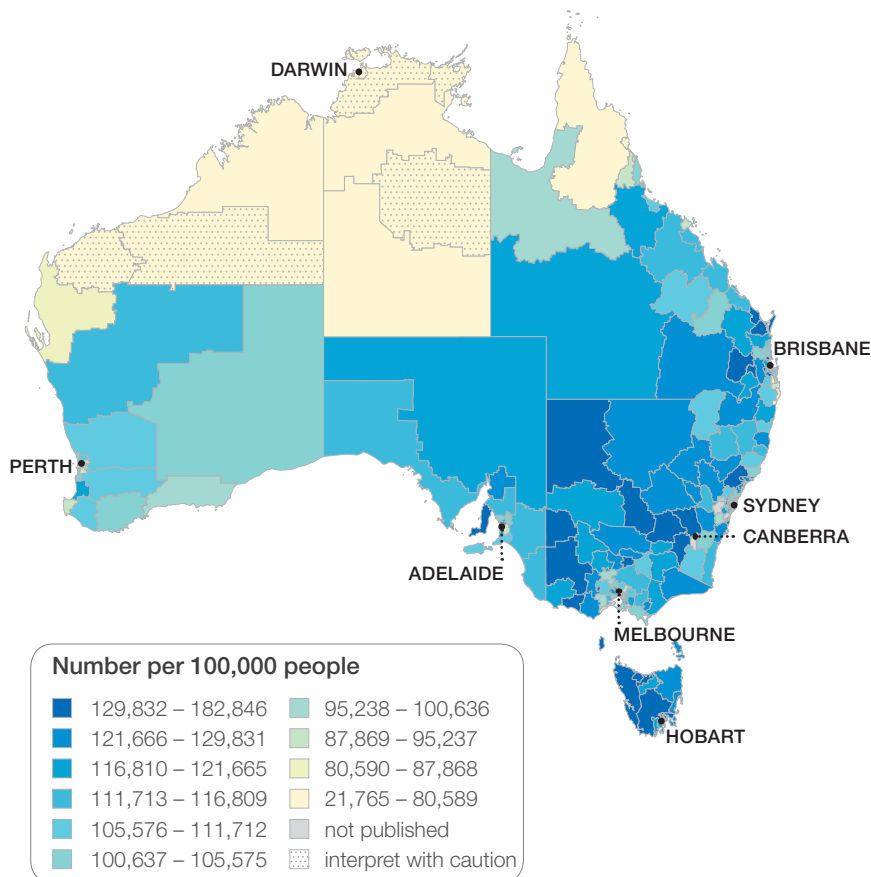 DARWIN
BRISBANE
PERTH
SYDNEY
CANBERRA
ADELAIDE
MELBOURNE
HOBART
Number per 100,000 people
129,832 – 182,846
121,666 – 129,831
116,810 – 121,665
111,713 – 116,809
105,576 – 111,712
100,637 – 105,575
95,238 – 100,636
87,869 – 95,237
80,590 – 87,868
21,765 – 80,589
not published
interpret with caution